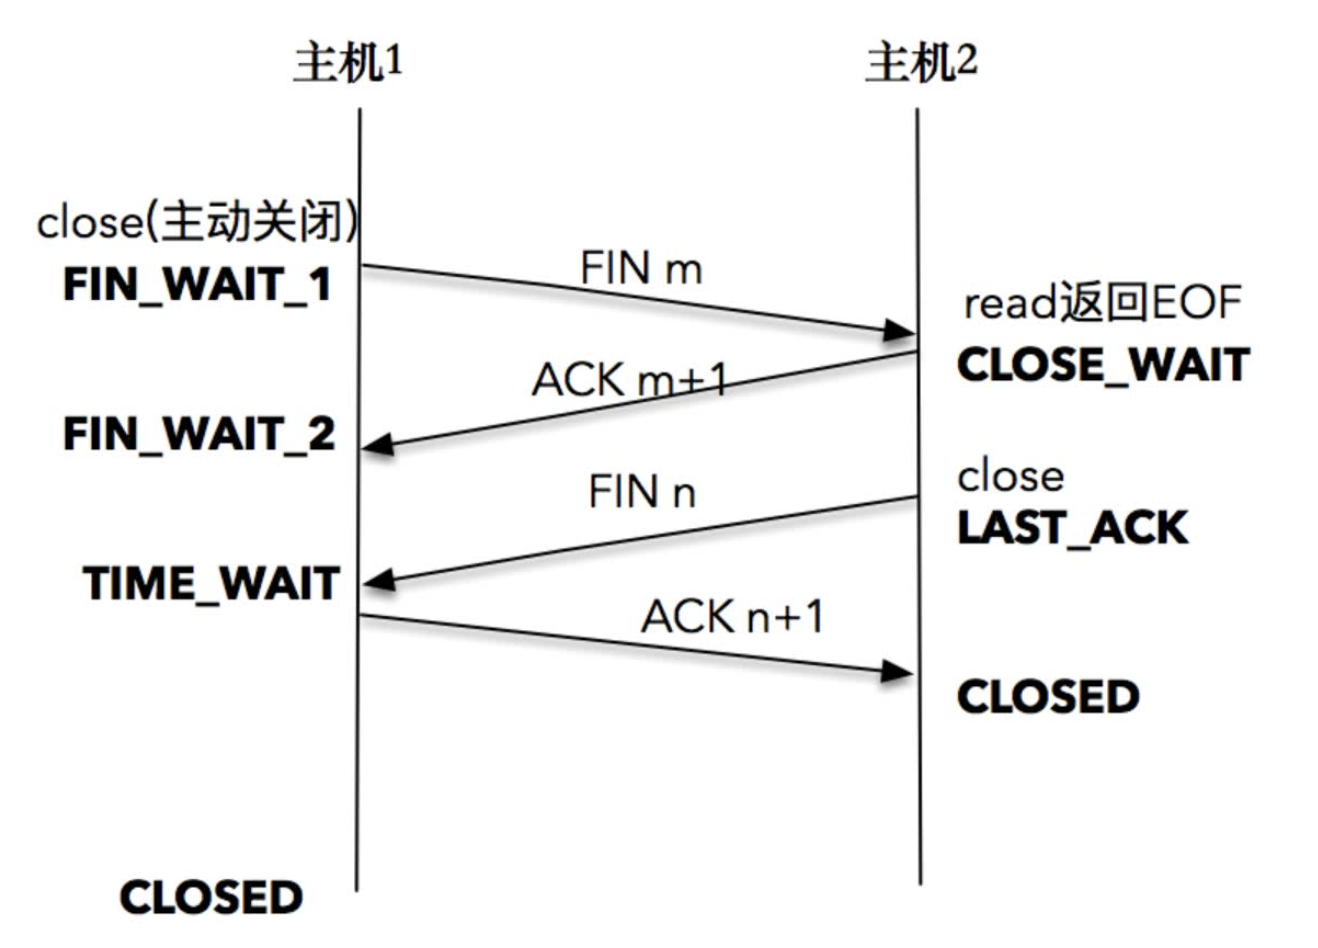 主机1
主机2
close(主动关闭)
FIN_WAIT_1
FIN m
read返回EOF
CLOSE_WAIT
ACK m+1
FIN_WAIT_2
FIN n
close
LAST_ACK
TIME_WAIT
ACK n+1
CLOSED
CLOSED